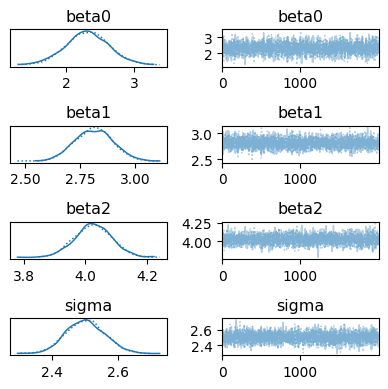 beta0 beta0
3
2
2 3 0 1000
beta1 beta1
3.0
2.5
2.50 2.75 3.00 0 1000
beta2 beta2
4.25
4.00
3.8 4.0 4.2 0 1000
sigma sigma
2.6
2.4
2.4 2.6 0 1000